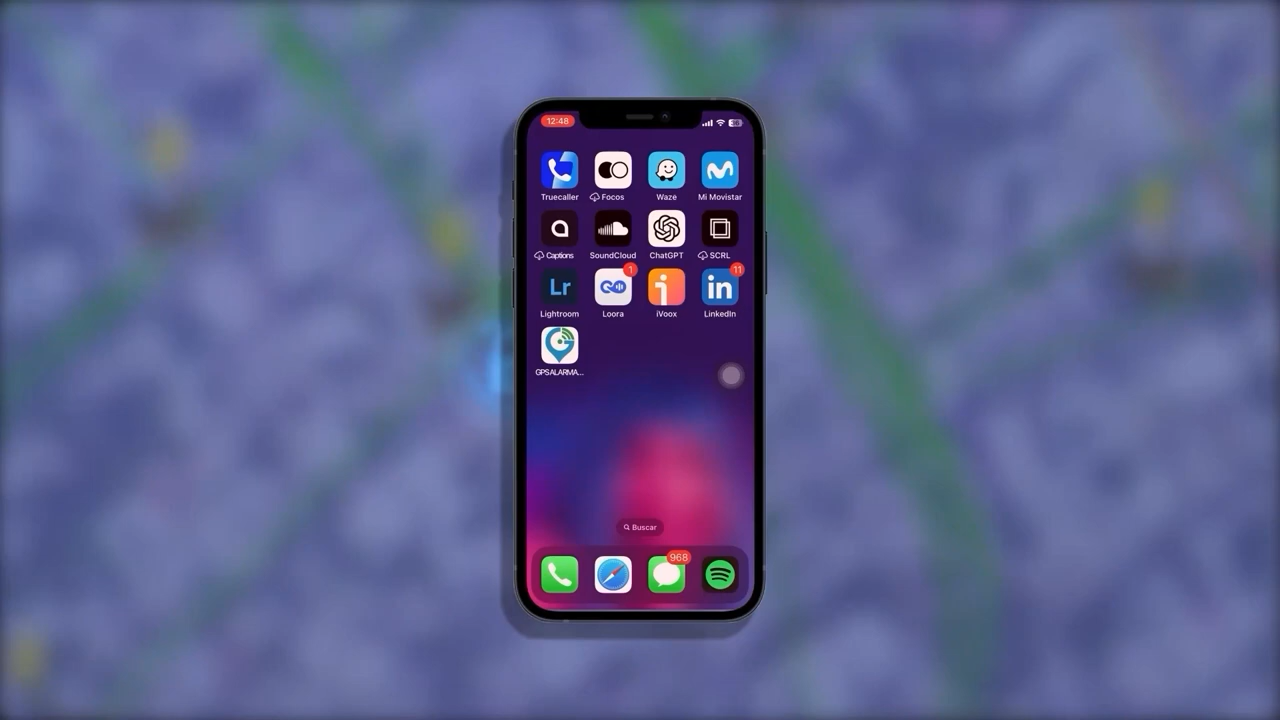 12:48
Truecaller
Focos
Waze
Mi Movistar
Captions
SoundCloud
ChatGPT
SCRL
Lr
1
in
11
Lightroom
Loora
iVoox
LinkedIn
GPSALARMA...
Buscar
968